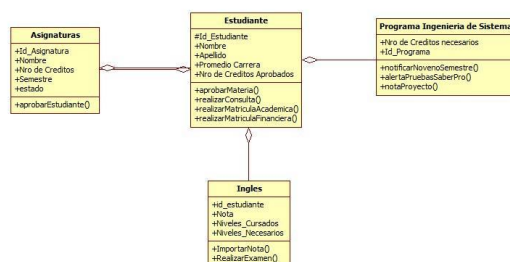 Asignaturas
+Id_Asignatura
+Nombre
+Nro de Creditos
+Semestre
+estado
+aprobarEstudiante()
Estudiante
#Id_Estudiante
+Nombre
+Apellido
+Promedio Carrera
+Nro de Creditos Aprobados
+aprobarMateria()
+realizarConsulta()
+realizarMatriculaAcademica()
+realizarMatriculaFinanciera()
Programa Ingenieria de Sistema
+Nro de Creditos necesarios
+Id_Programa
+notificarNovenoSemestre()
+alertaPruebasSaberPro()
+notaProyecto()
Ingles
+id_estudiante
+Nota
+Niveles_Cursados
+Niveles_Necesarios
+ImportarNota()
+RealizarExamen()